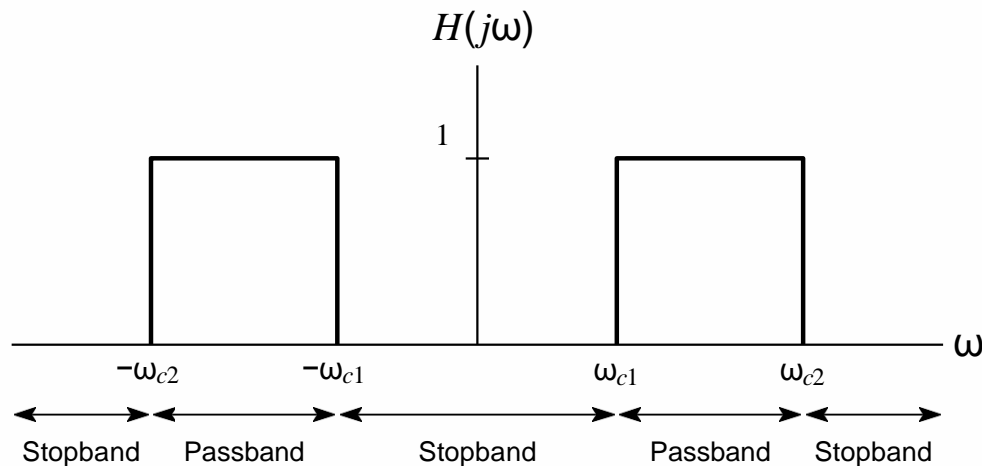 H(jω)
1
ω
−ωc2 −ωc1 ωc1 ωc2
Stopband Passband Stopband Passband Stopband